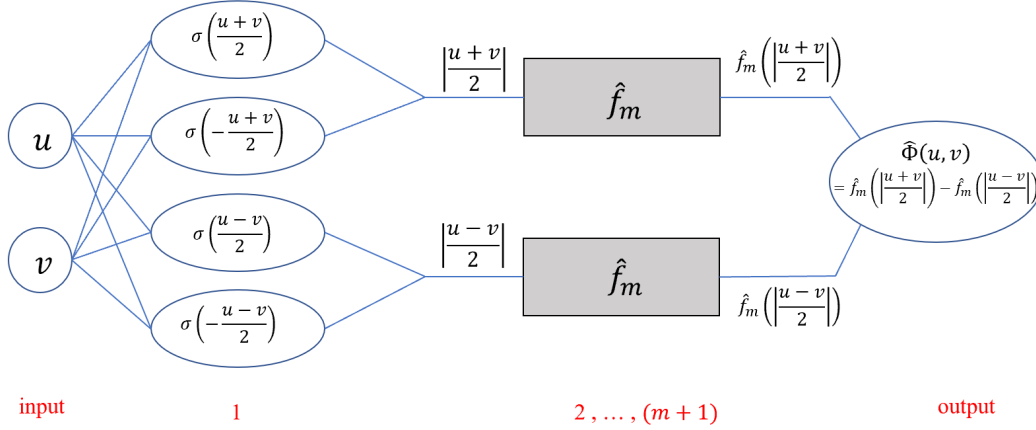 u
v
σ((u + v)/2)
σ(−(u + v)/2)
σ((u − v)/2)
σ(−(u − v)/2)
|(u + v)/2|
|(u − v)/2|
f̂_m
f̂_m
f̂_m(|(u + v)/2|)
f̂_m(|(u − v)/2|)
Φ̂(u, v)
= f̂_m(|(u + v)/2|) − f̂_m(|(u − v)/2|)
input
1
2 , … , (m + 1)
output